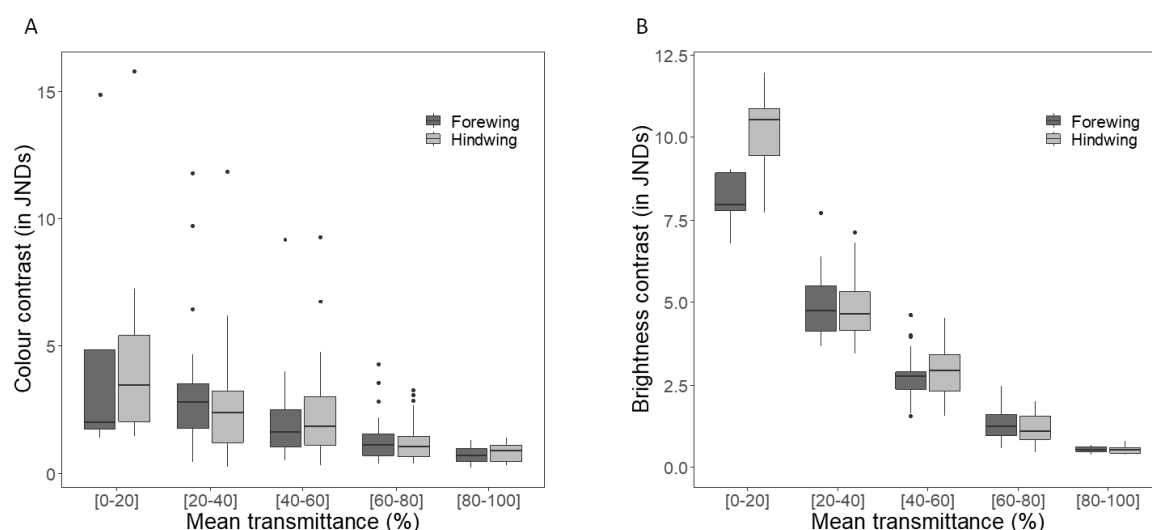 A
Colour contrast (in JNDs)
15
10
5
0
Forewing
Hindwing
[0-20] [20-40] [40-60] [60-80] [80-100]
Mean transmittance (%)
B
Brightness contrast (in JNDs)
12.5
10.0
7.5
5.0
2.5
0.0
Forewing
Hindwing
[0-20] [20-40] [40-60] [60-80] [80-100]
Mean transmittance (%)